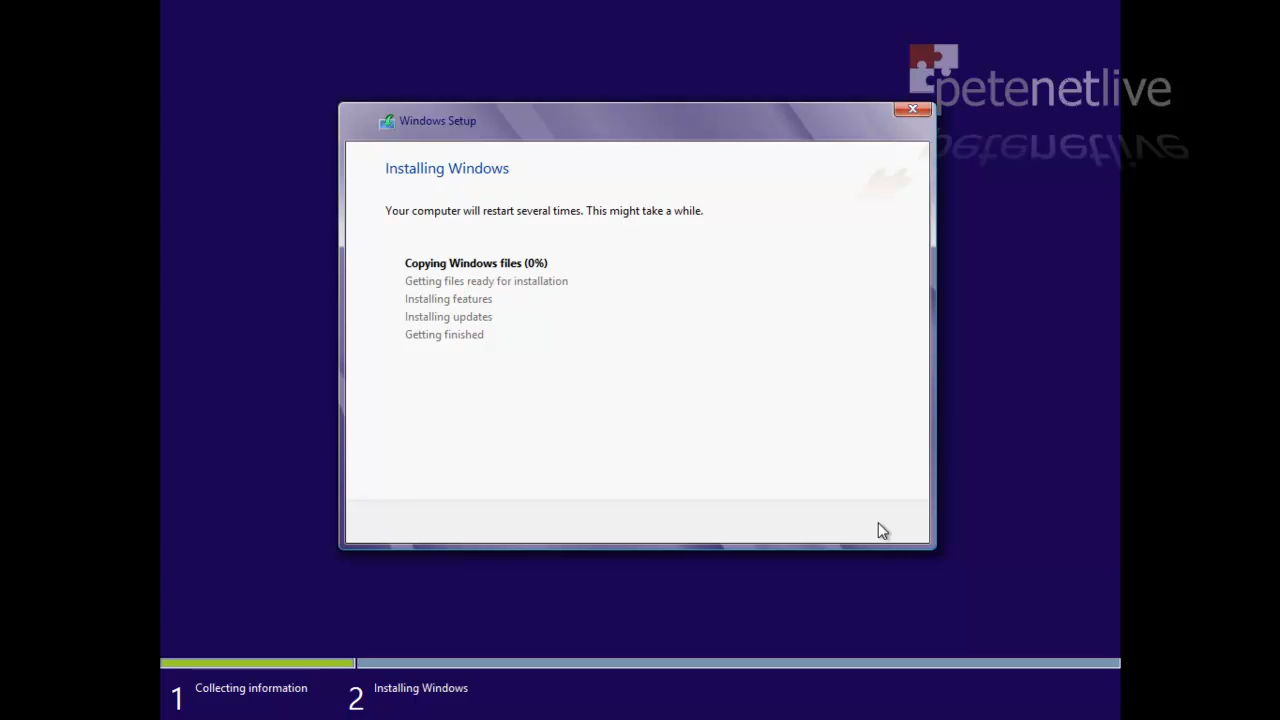 petenetlive
Windows Setup
Installing Windows
Your computer will restart several times. This might take a while.
Copying Windows files (0%)
Getting files ready for installation
Installing features
Installing updates
Getting finished
1 Collecting information 2 Installing Windows